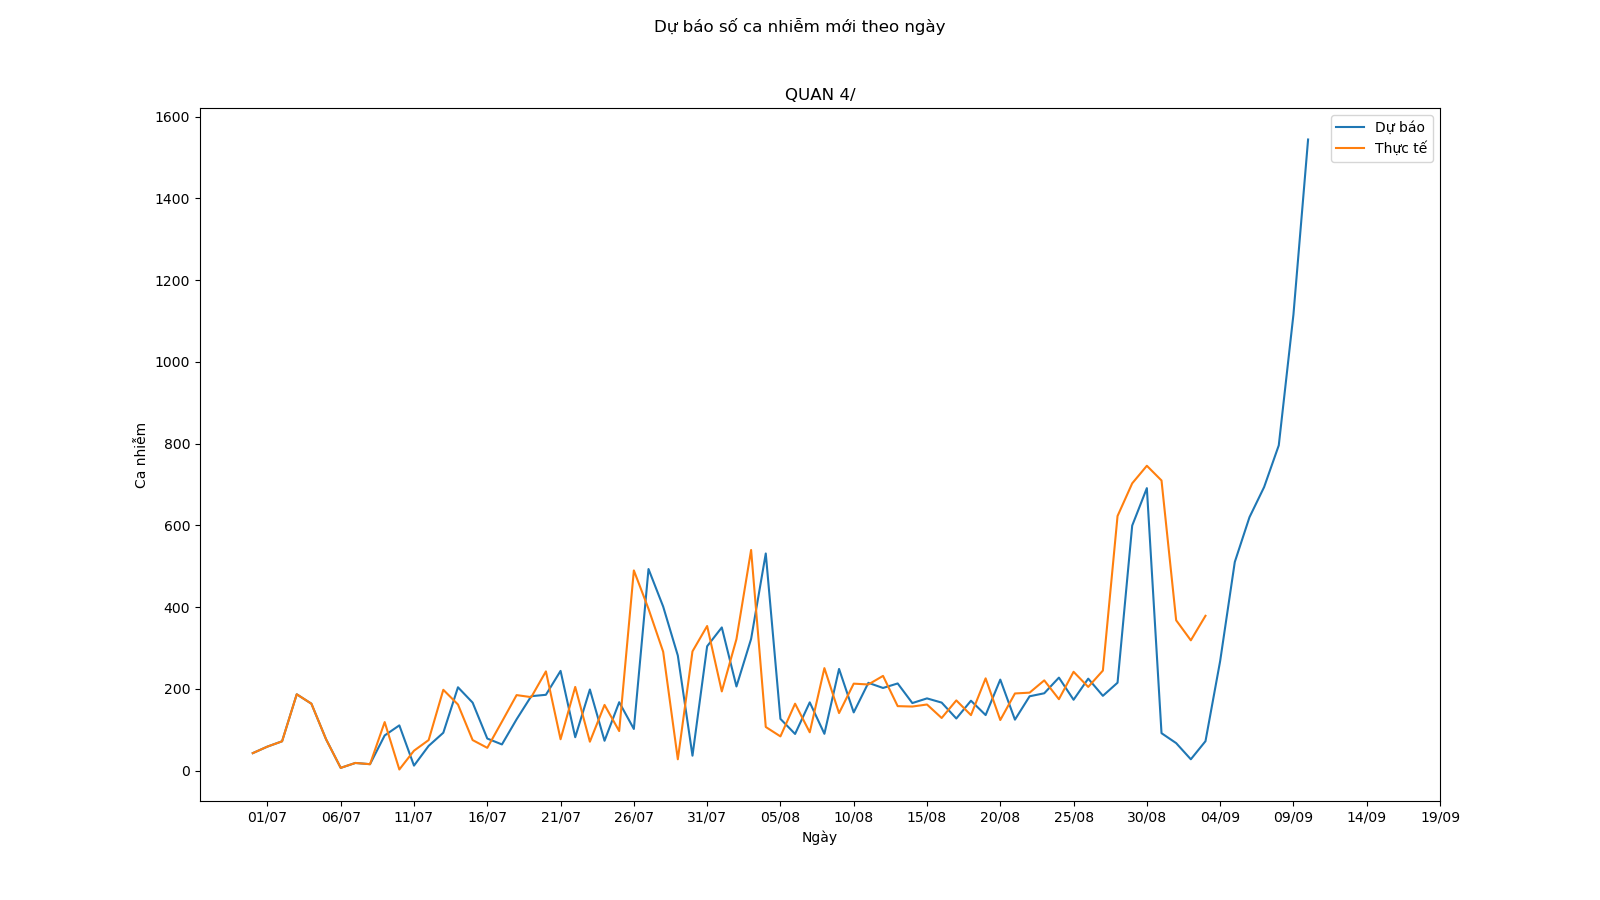 Dự báo số ca nhiễm mới theo ngày
QUAN 4/
Dự báo
Thực tế
1600
1400
1200
1000
800
600
400
200
0
Ca nhiễm
01/07 06/07 11/07 16/07 21/07 26/07 31/07 05/08 10/08 15/08 20/08 25/08 30/08 04/09 09/09 14/09 19/09
Ngày